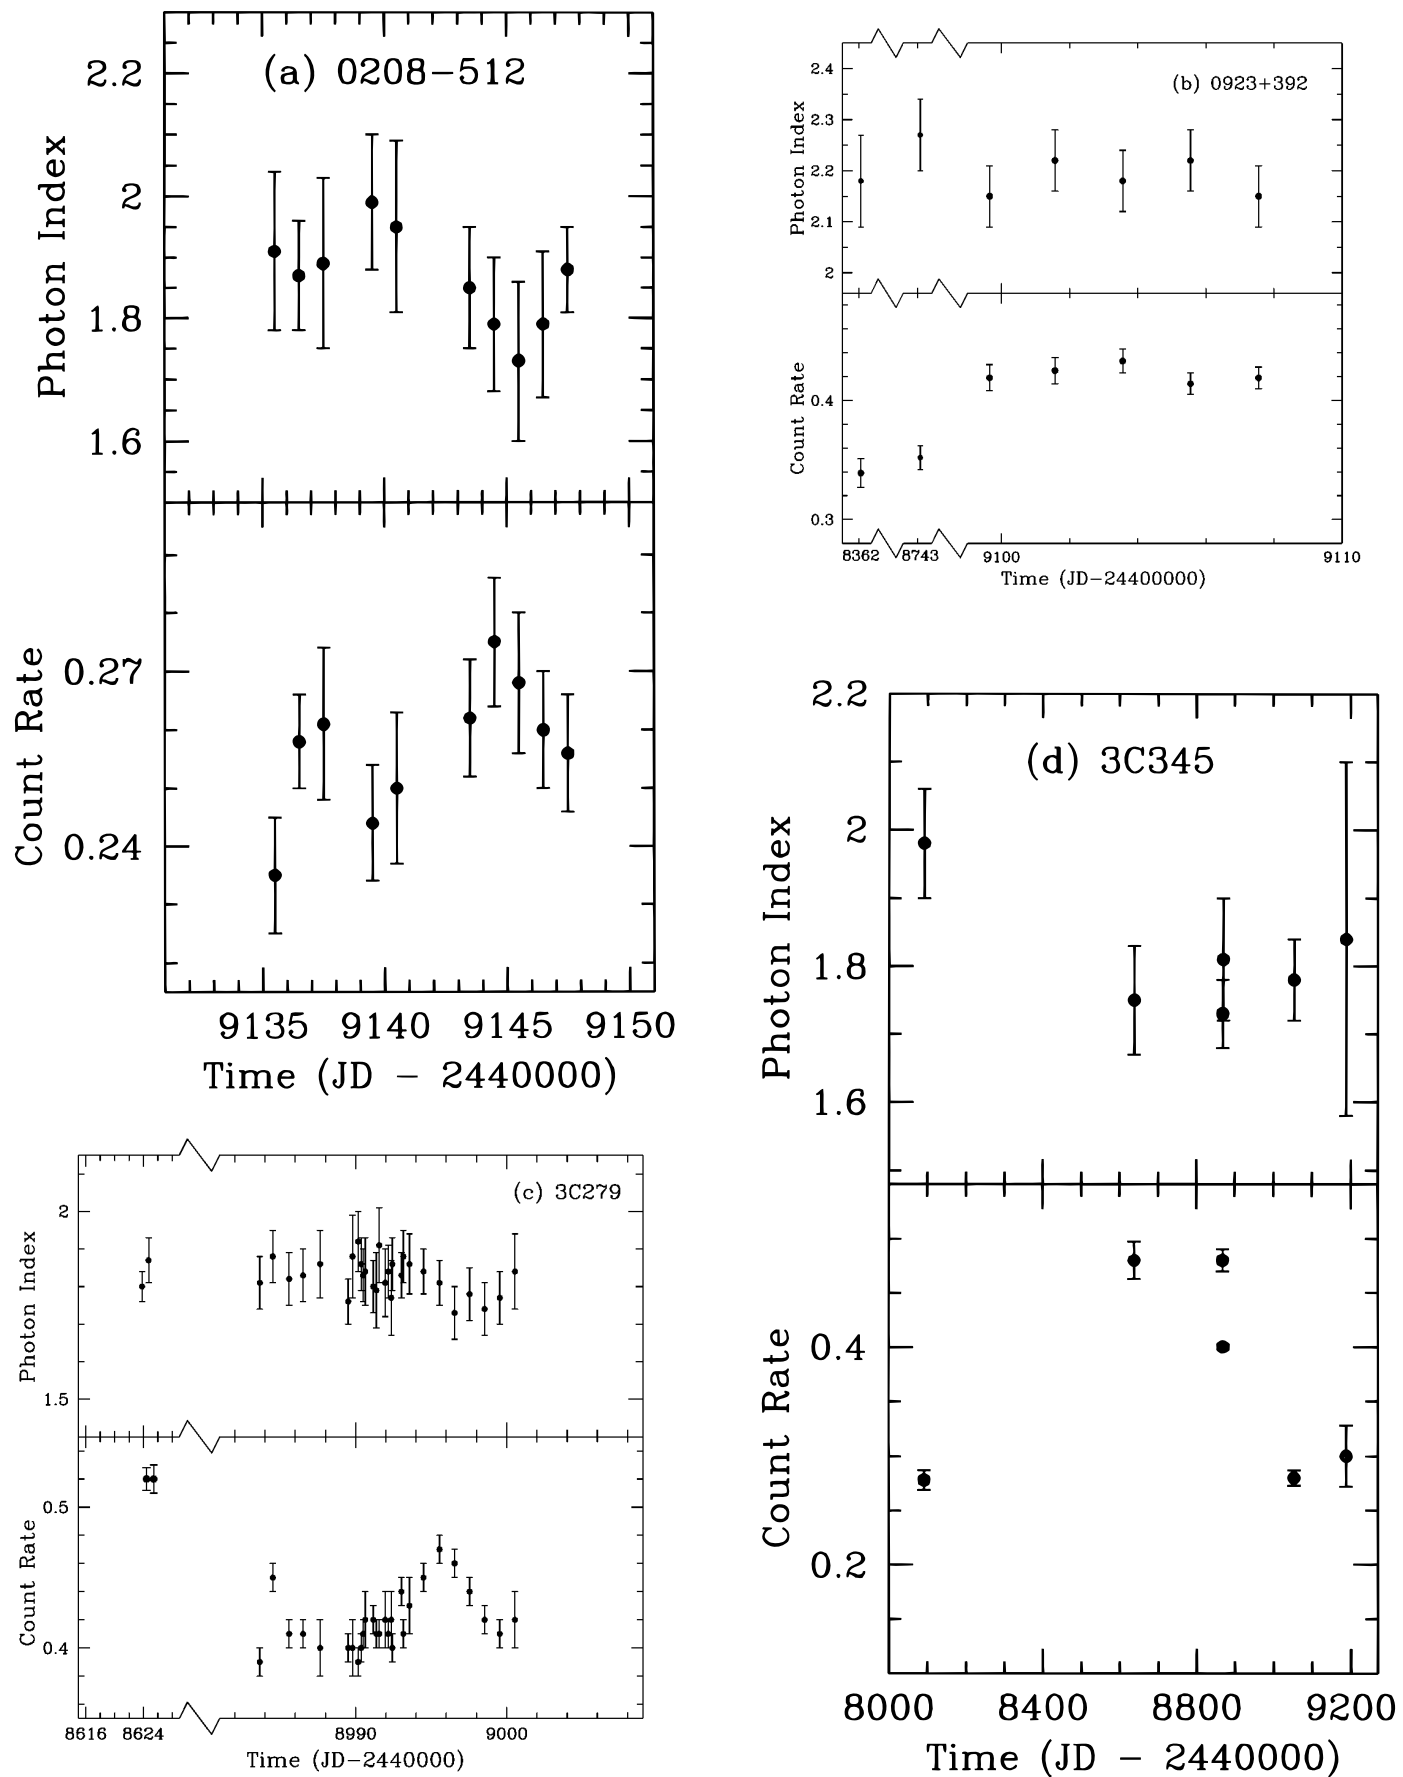 (a) 0208−512
Photon Index
2.2
2
1.8
1.6
Count Rate
0.27
0.24
9135 9140 9145 9150
Time (JD − 2440000)
(b) 0923+392
Photon Index
2.4
2.3
2.2
2.1
2
Count Rate
0.4
0.3
8362 8743 9100 9110
Time (JD−24400000)
(c) 3C279
Photon Index
2
1.5
Count Rate
0.5
0.4
8616 8624 8990 9000
Time (JD−2440000)
(d) 3C345
Photon Index
2.2
2
1.8
1.6
Count Rate
0.4
0.2
8000 8400 8800 9200
Time (JD − 2440000)